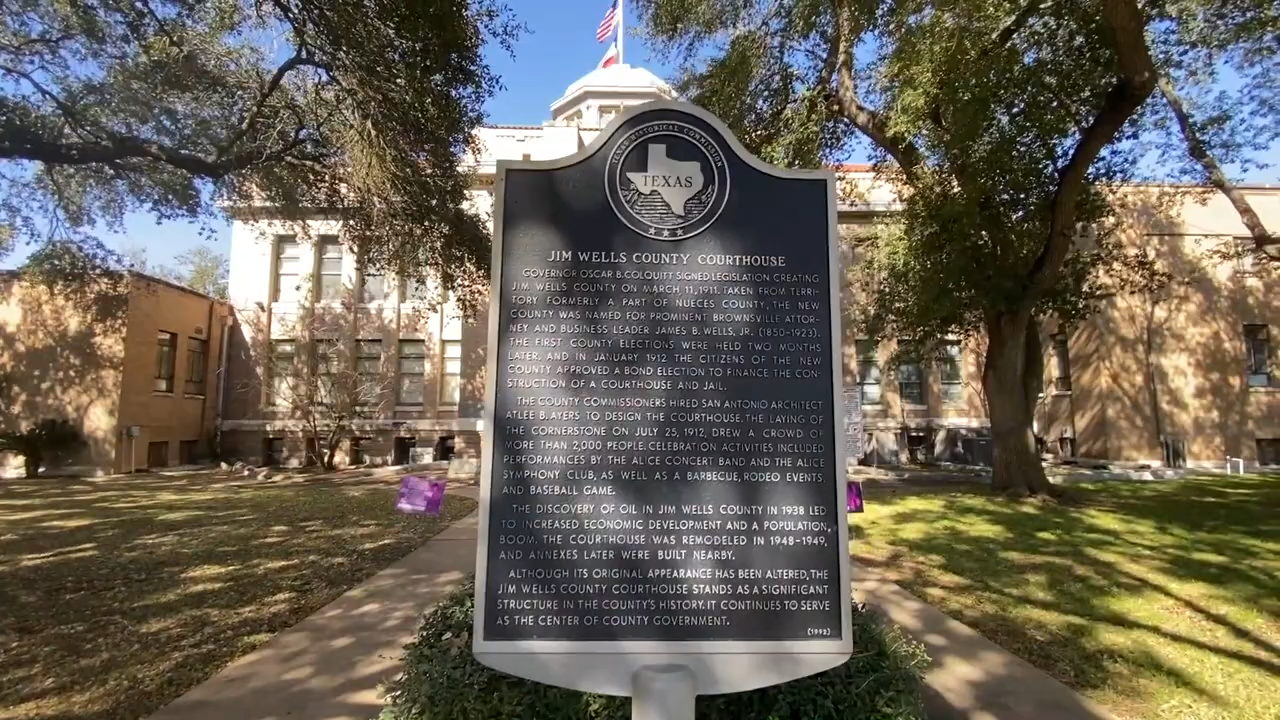 TEXAS HISTORICAL COMMISSION
TEXAS
JIM WELLS COUNTY COURTHOUSE
GOVERNOR OSCAR B. COLQUITT SIGNED LEGISLATION CREATING
JIM WELLS COUNTY ON MARCH 11, 1911. TAKEN FROM TERRI-
TORY FORMERLY A PART OF NUECES COUNTY, THE NEW
COUNTY WAS NAMED FOR PROMINENT BROWNSVILLE ATTOR-
NEY AND BUSINESS LEADER JAMES B. WELLS, JR. (1850-1923).
THE FIRST COUNTY ELECTIONS WERE HELD TWO MONTHS
LATER, AND IN JANUARY 1912 THE CITIZENS OF THE NEW
COUNTY APPROVED A BOND ELECTION TO FINANCE THE CON-
STRUCTION OF A COURTHOUSE AND JAIL.
THE COUNTY COMMISSIONERS HIRED SAN ANTONIO ARCHITECT
ATLEE B. AYERS TO DESIGN THE COURTHOUSE. THE LAYING OF
THE CORNERSTONE ON JULY 25, 1912, DREW A CROWD OF
MORE THAN 2,000 PEOPLE. CELEBRATION ACTIVITIES INCLUDED
PERFORMANCES BY THE ALICE CONCERT BAND AND THE ALICE
SYMPHONY CLUB, AS WELL AS A BARBECUE, RODEO EVENTS,
AND BASEBALL GAME.
THE DISCOVERY OF OIL IN JIM WELLS COUNTY IN 1938 LED
TO INCREASED ECONOMIC DEVELOPMENT AND A POPULATION
BOOM. THE COURTHOUSE WAS REMODELED IN 1948-1949,
AND ANNEXES LATER WERE BUILT NEARBY.
ALTHOUGH ITS ORIGINAL APPEARANCE HAS BEEN ALTERED, THE
JIM WELLS COUNTY COURTHOUSE STANDS AS A SIGNIFICANT
STRUCTURE IN THE COUNTY'S HISTORY. IT CONTINUES TO SERVE
AS THE CENTER OF COUNTY GOVERNMENT.
(1992)